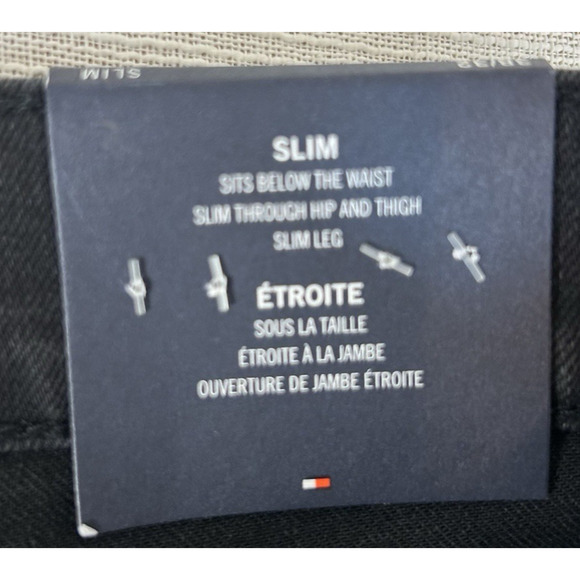 SLIM
SLIM
SITS BELOW THE WAIST
SLIM THROUGH HIP AND THIGH
SLIM LEG
ÉTROITE
SOUS LA TAILLE
ÉTROITE À LA JAMBE
OUVERTURE DE JAMBE ÉTROITE